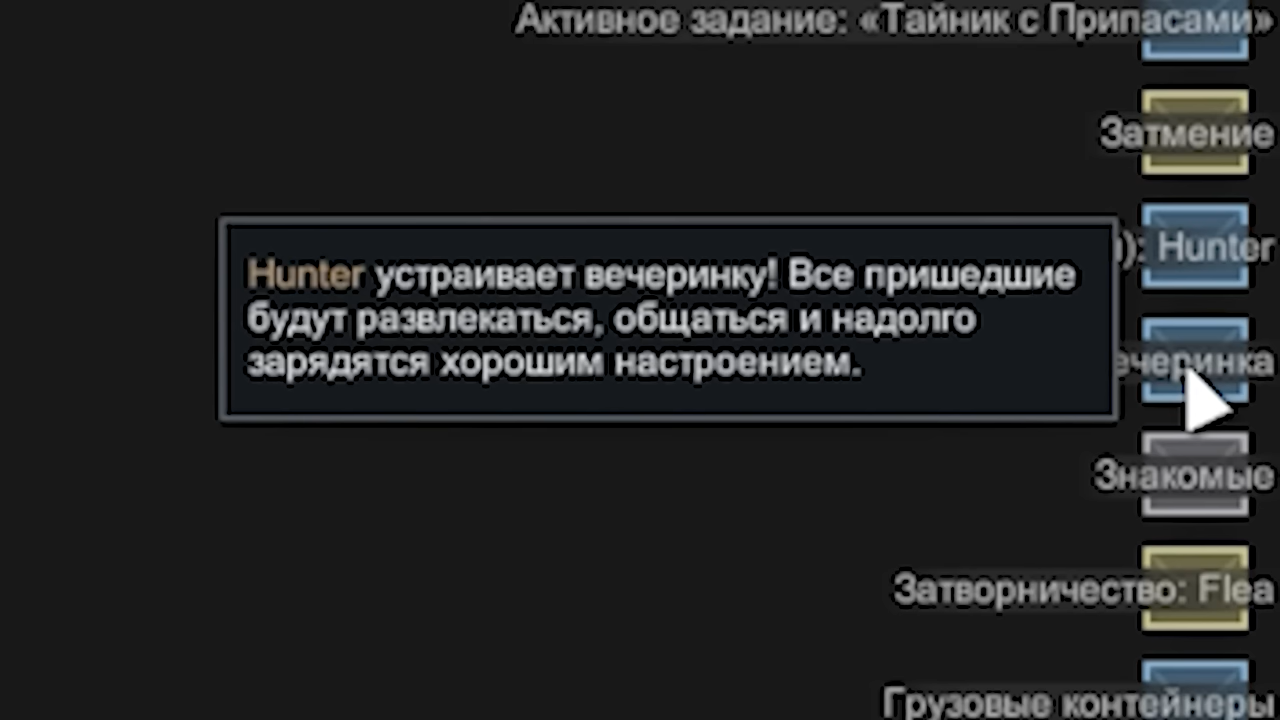 Активное задание: «Тайник с Припасами»
Затмение
Hunter устраивает вечеринку! Все пришедшие
будут развлекаться, общаться и надолго
зарядятся хорошим настроением.
): Hunter
ечеринка
Знакомые
Затворничество: Flea
Грузовые контейнеры